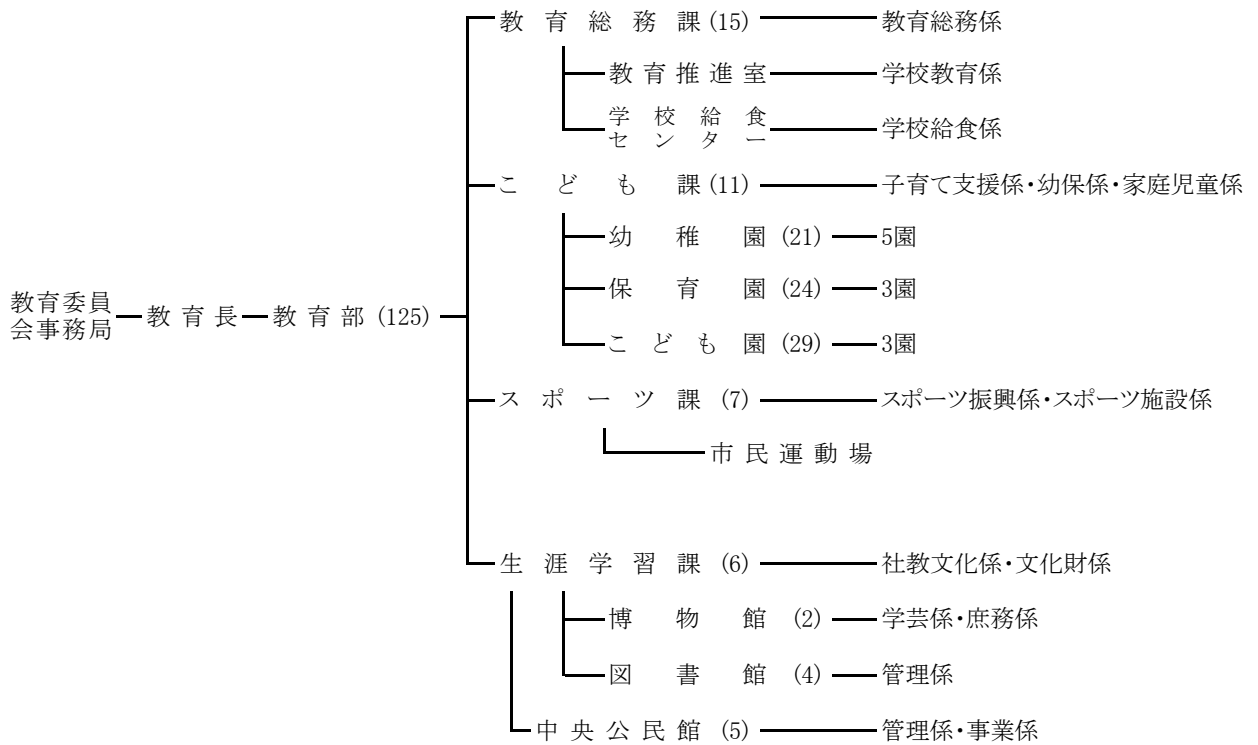 教育総務課(15) 教育総務係
教育推進室 学校教育係
学校給食
センター 学校給食係
こども課(11) 子育て支援係・幼保係・家庭児童係
幼稚園(21) 5園
保育園(24) 3園
教育委員
会事務局 教育長 教育部(125)
こども園(29) 3園
スポーツ課(7) スポーツ振興係・スポーツ施設係
市民運動場
生涯学習課(6) 社教文化係・文化財係
博物館(2) 学芸係・庶務係
図書館(4) 管理係
中央公民館(5) 管理係・事業係